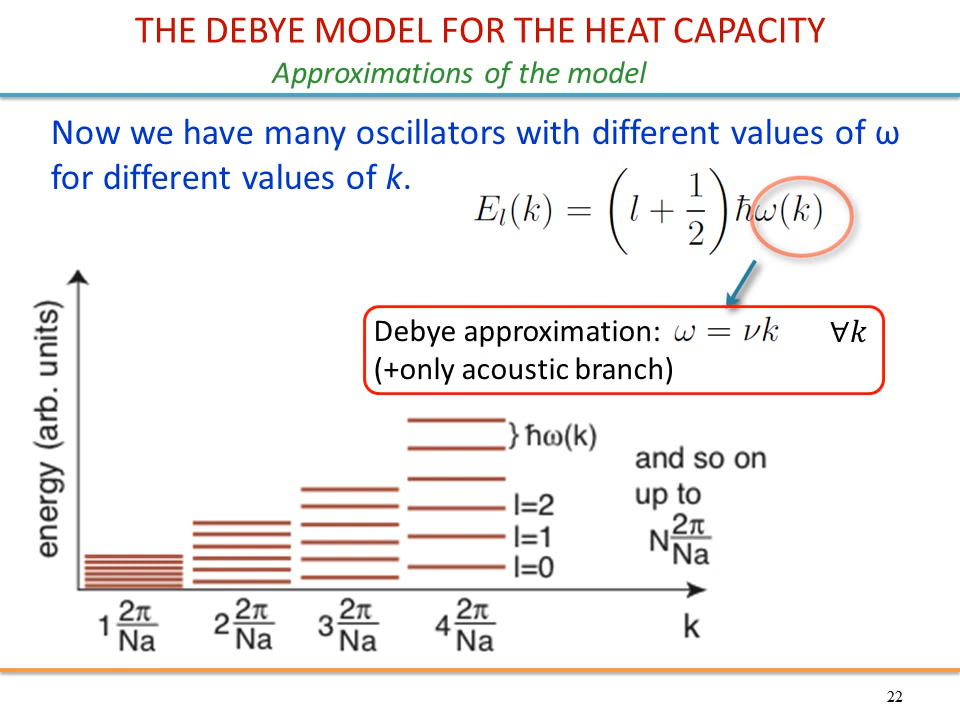 THE DEBYE MODEL FOR THE HEAT CAPACITY
Approximations of the model
Now we have many oscillators with different values of ω
for different values of k.
E_l(k) = (l + 1/2) ħω(k)
Debye approximation: ω = νk ∀k
(+only acoustic branch)
energy (arb. units)
} ħω(k)
l=2
l=1
l=0
and so on
up to
N 2π/Na
1 2π/Na 2 2π/Na 3 2π/Na 4 2π/Na k
22